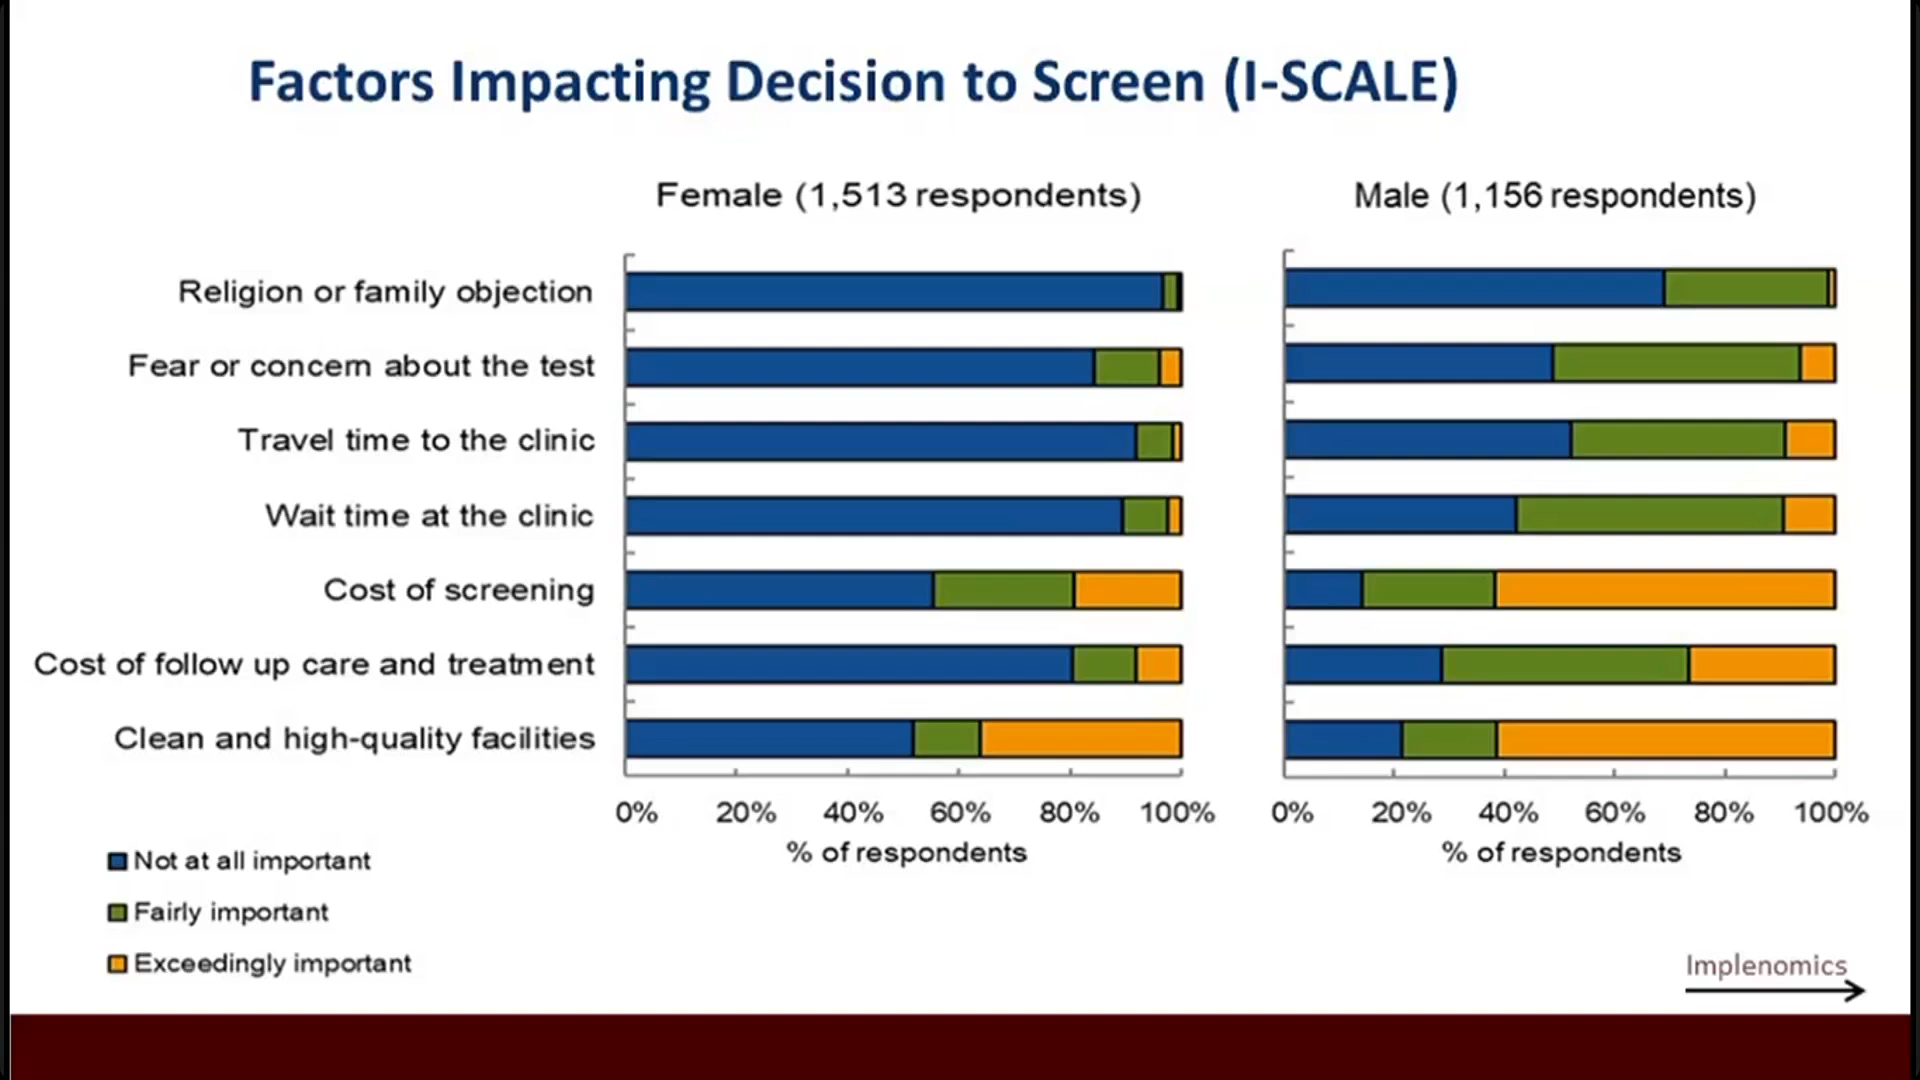 Factors Impacting Decision to Screen (I-SCALE)
Female (1,513 respondents)
Male (1,156 respondents)
Religion or family objection
Fear or concern about the test
Travel time to the clinic
Wait time at the clinic
Cost of screening
Cost of follow up care and treatment
Clean and high-quality facilities
0% 20% 40% 60% 80% 100%
% of respondents
0% 20% 40% 60% 80% 100%
% of respondents
Not at all important
Fairly important
Exceedingly important
Implenomics